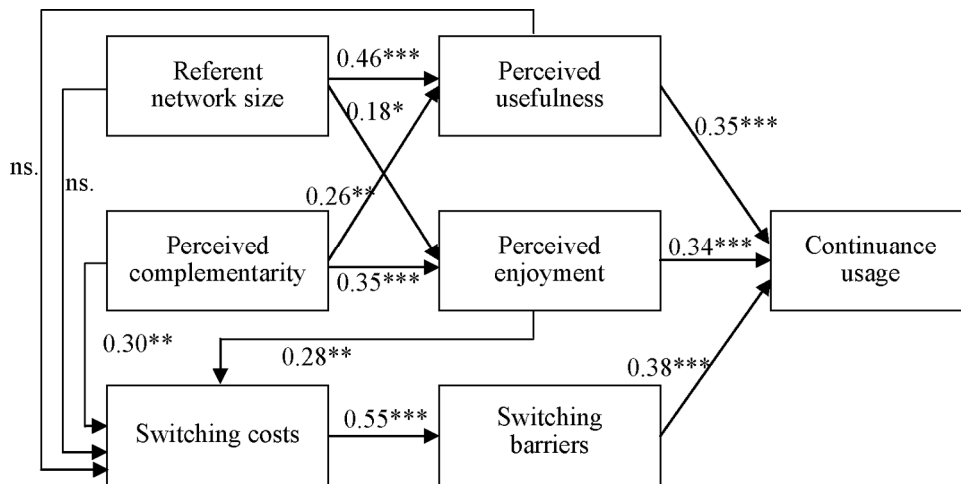 Referent
network size
0.46***
Perceived
usefulness
0.18*
0.35***
ns.
ns.
0.26**
Perceived
complementarity
0.35***
Perceived
enjoyment
0.34***
Continuance
usage
0.30**
0.28**
0.38***
Switching costs
0.55***
Switching
barriers